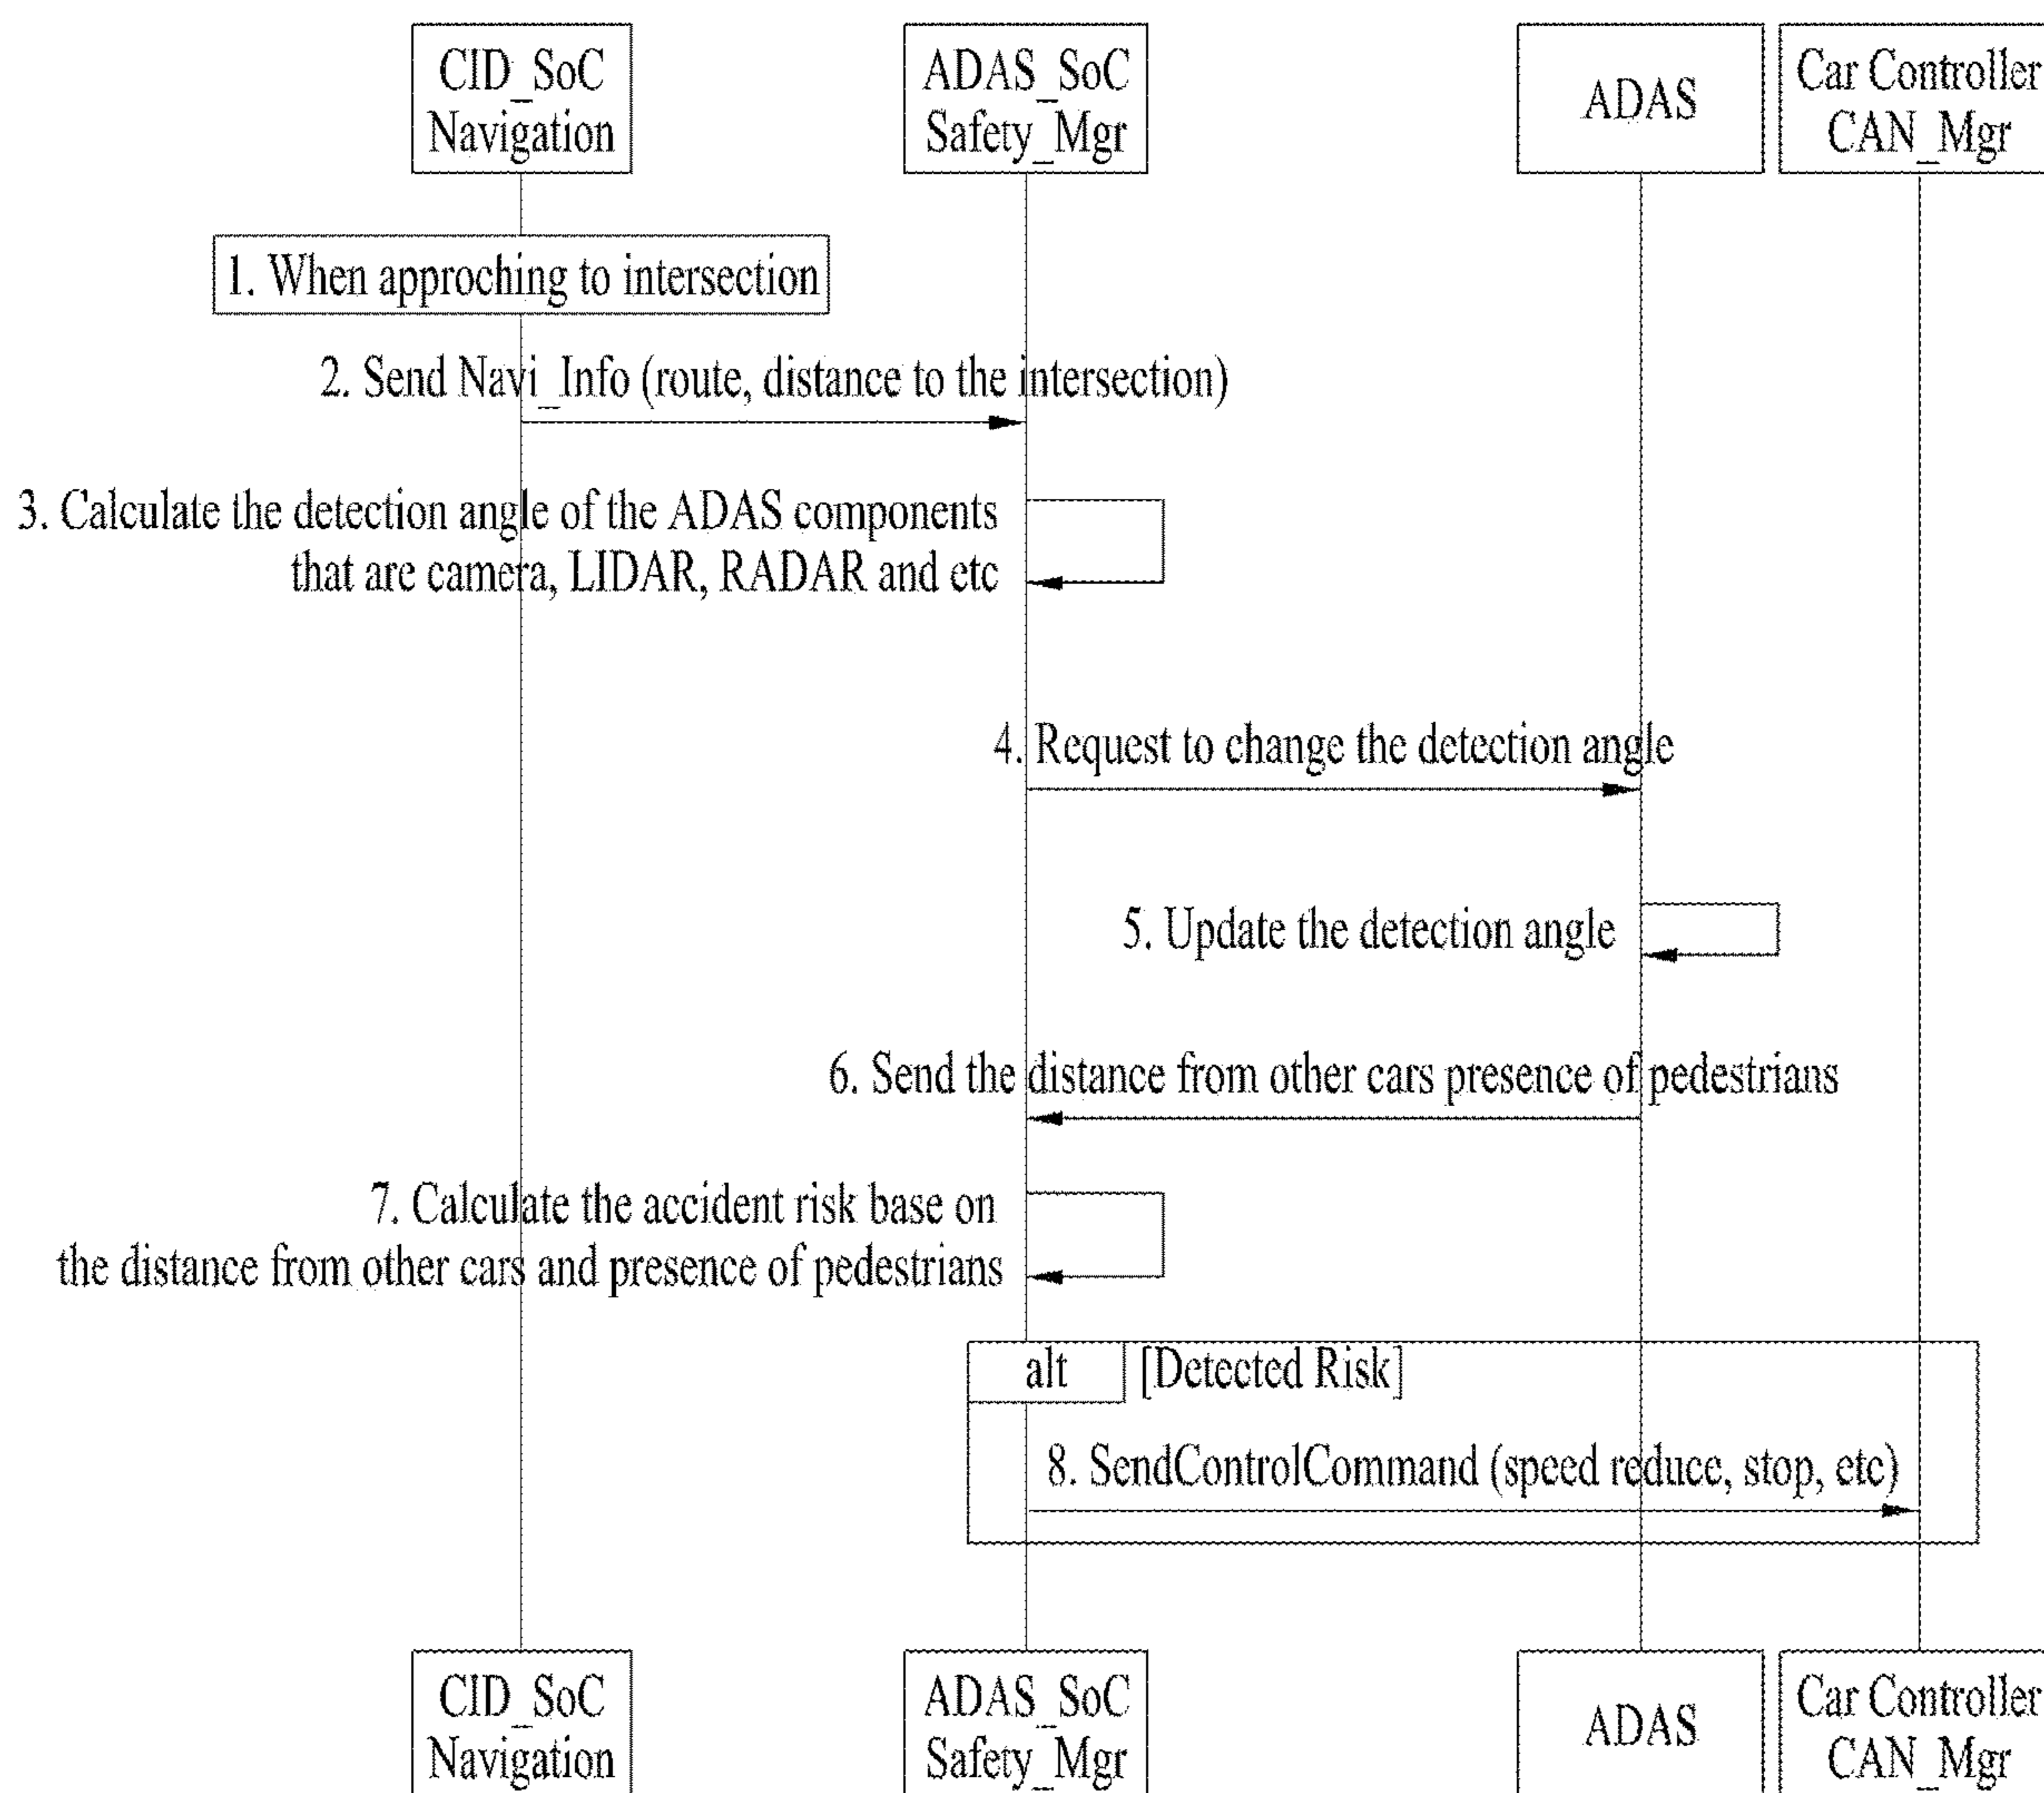 CID_SoC
Navigation
ADAS_SoC
Safety_Mgr
ADAS
Car Controller
CAN_Mgr
1. When approching to intersection
2. Send Navi_Info (route, distance to the intersection)
3. Calculate the detection angle of the ADAS components
that are camera, LIDAR, RADAR and etc
4. Request to change the detection angle
5. Update the detection angle
6. Send the distance from other cars presence of pedestrians
7. Calculate the accident risk base on
the distance from other cars and presence of pedestrians
alt [Detected Risk]
8. SendControlCommand (speed reduce, stop, etc)
CID_SoC
Navigation
ADAS_SoC
Safety_Mgr
ADAS
Car Controller
CAN_Mgr